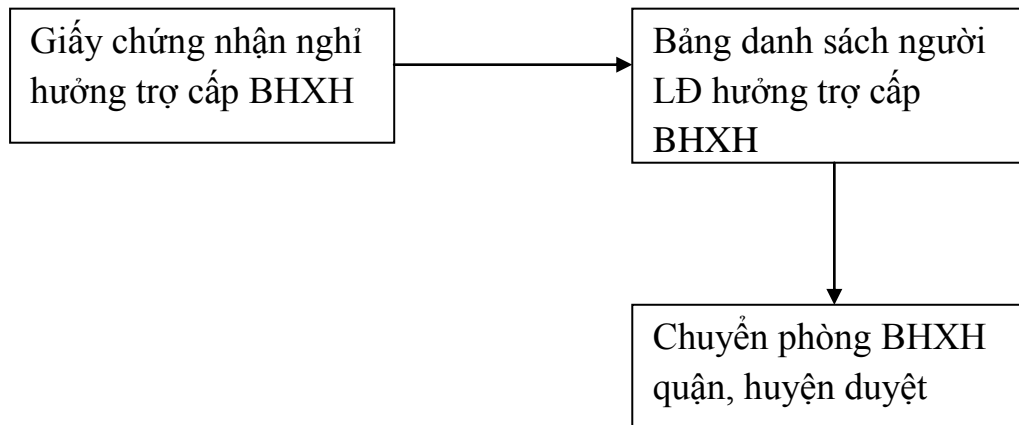 Giấy chứng nhận nghỉ
hưởng trợ cấp BHXH
Bảng danh sách người
LĐ hưởng trợ cấp
BHXH
Chuyển phòng BHXH
quận, huyện duyệt